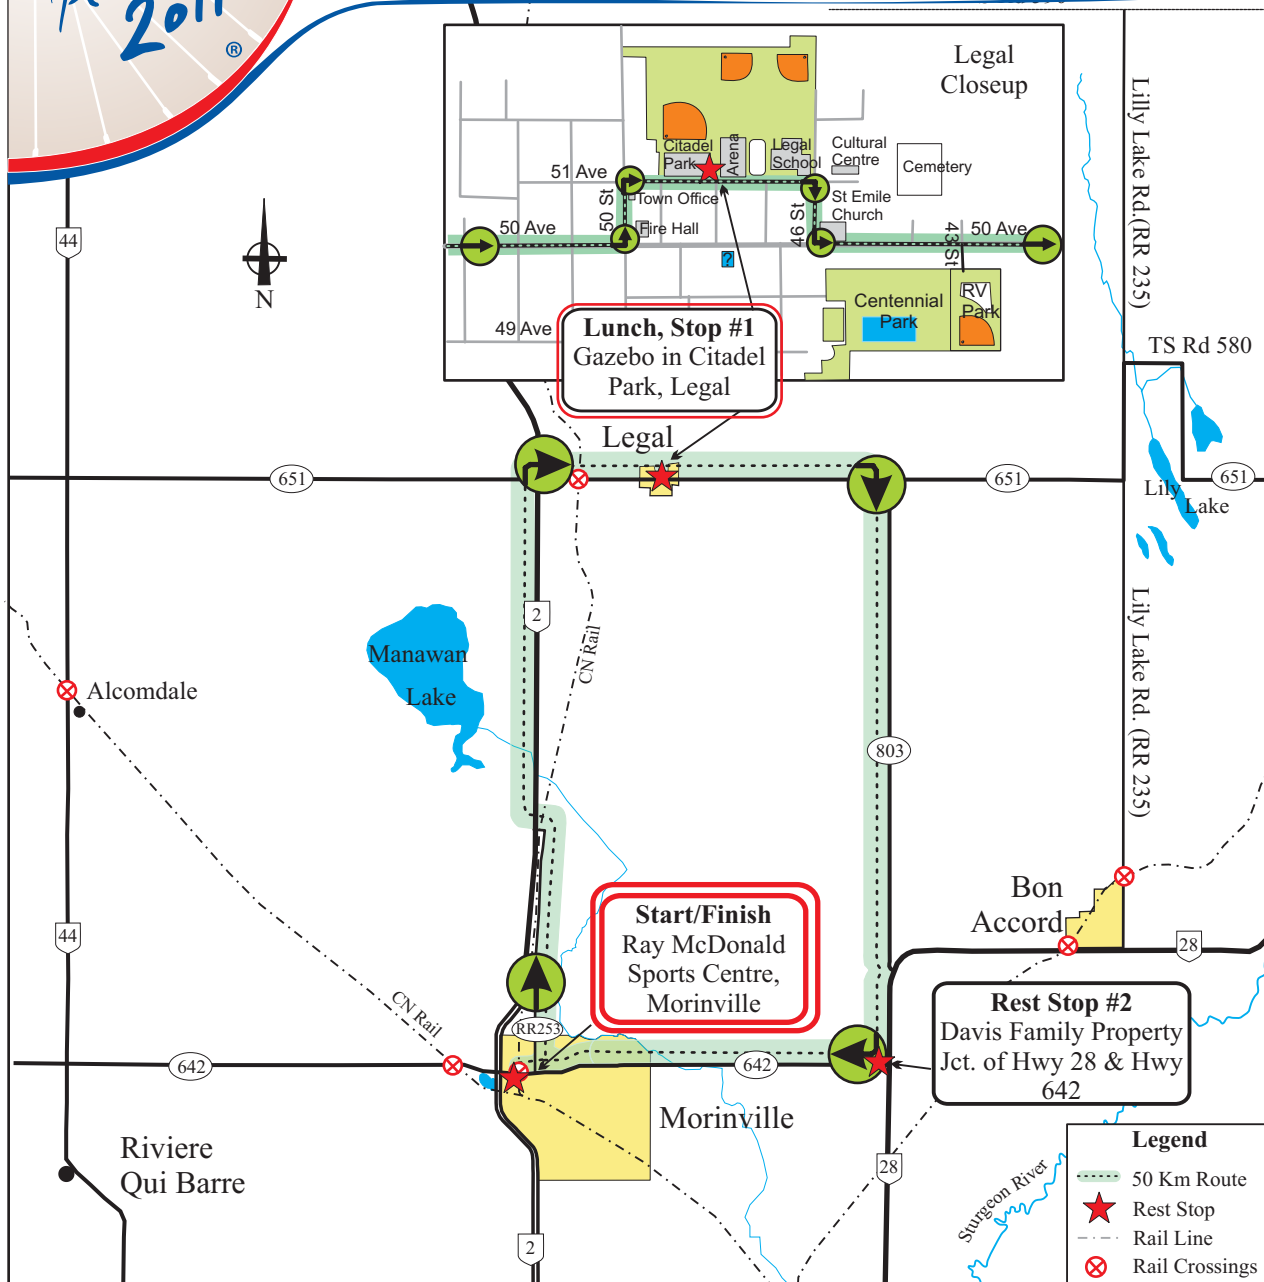 2011
®
Legal
Closeup
Citadel
Park
Arena
Legal
School
Cultural
Centre
Cemetery
51 Ave
50 St
Town Office
46 St
St Emile
Church
50 Ave
Fire Hall
43 St
50 Ave
?
RV
Park
Centennial
Park
49 Ave
Lunch, Stop #1
Gazebo in Citadel
Park, Legal
Lilly Lake Rd.(RR 235)
TS Rd 580
44
N
Legal
651
651
651
Lily
Lake
2
CN Rail
Manawan
Lake
Lily Lake Rd. (RR 235)
Alcomdale
803
Bon
Accord
44
28
Start/Finish
Ray McDonald
Sports Centre,
Morinville
CN Rail
RR253
Rest Stop #2
Davis Family Property
Jct. of Hwy 28 & Hwy
642
642
642
Morinville
Riviere
Qui Barre
28
2
Sturgeon River
Legend
50 Km Route
Rest Stop
Rail Line
Rail Crossings